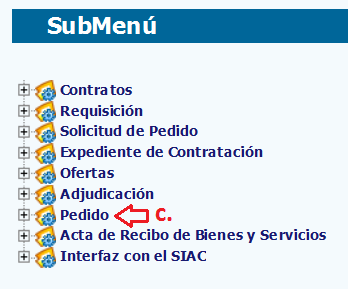 SubMenú
Contratos
Requisición
Solicitud de Pedido
Expediente de Contratación
Ofertas
Adjudicación
Pedido C.
Acta de Recibo de Bienes y Servicios
Interfaz con el SIAC